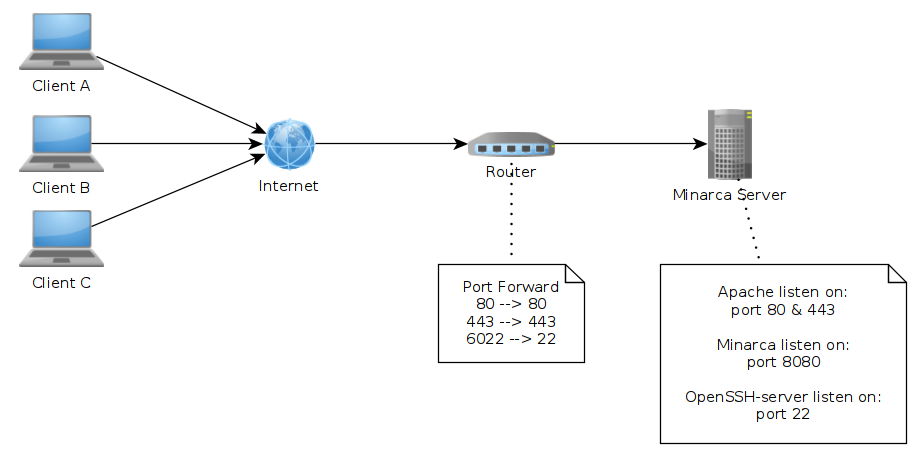 Client A
Client B
Client C
Internet
Router
Minarca Server
Port Forward
80 --> 80
443 --> 443
6022 --> 22
Apache listen on:
port 80 & 443
Minarca listen on:
port 8080
OpenSSH-server listen on:
port 22